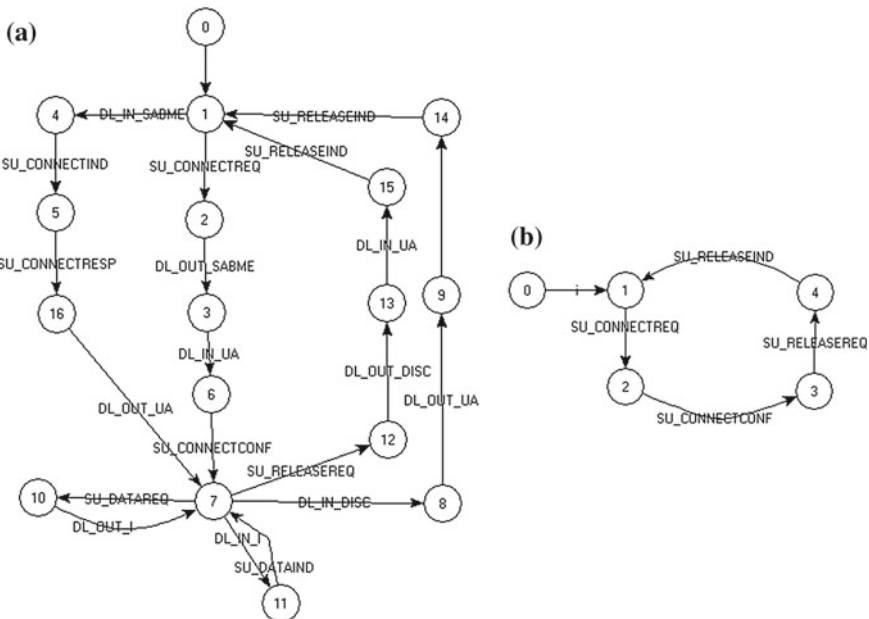 (a)
0
4
DL_IN_SABME
1
SU_RELEASEIND
14
SU_CONNECTIND
SU_CONNECTREQ
SU_RELEASEIND
15
5
2
DL_IN_UA
SU_CONNECTRESP
DL_OUT_SABME
16
3
13
9
DL_IN_UA
DL_OUT_DISC
6
DL_OUT_UA
DL_OUT_UA
SU_CONNECTCONF
12
SU_RELEASEREQ
10
SU_DATAREQ
7
DL_IN_DISC
8
DL_OUT_I
DL_IN_I
SU_DATAIND
11
(b)
SU_RELEASEIND
0
i
1
4
SU_CONNECTREQ
SU_RELEASEREQ
2
3
SU_CONNECTCONF